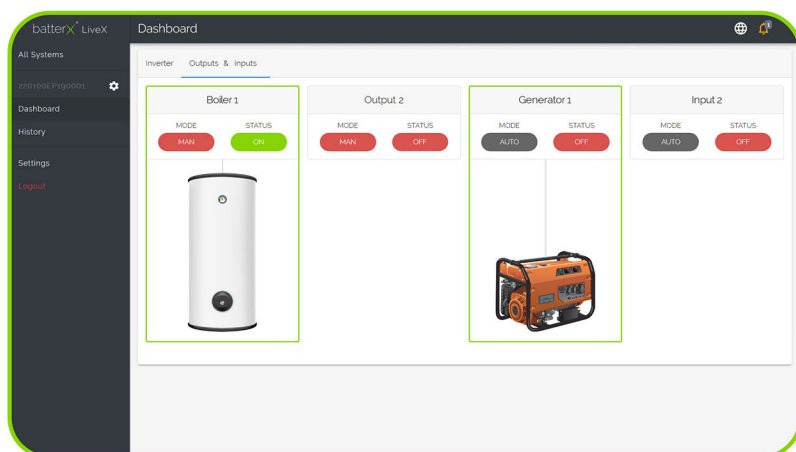 batterX® LiveX
Dashboard
1
All Systems
220100EP190001
Dashboard
History
Settings
Logout
Inverter Outputs & Inputs
Boiler 1
MODE STATUS
MAN ON
Output 2
MODE STATUS
MAN OFF
Generator 1
MODE STATUS
AUTO OFF
Input 2
MODE STATUS
AUTO OFF